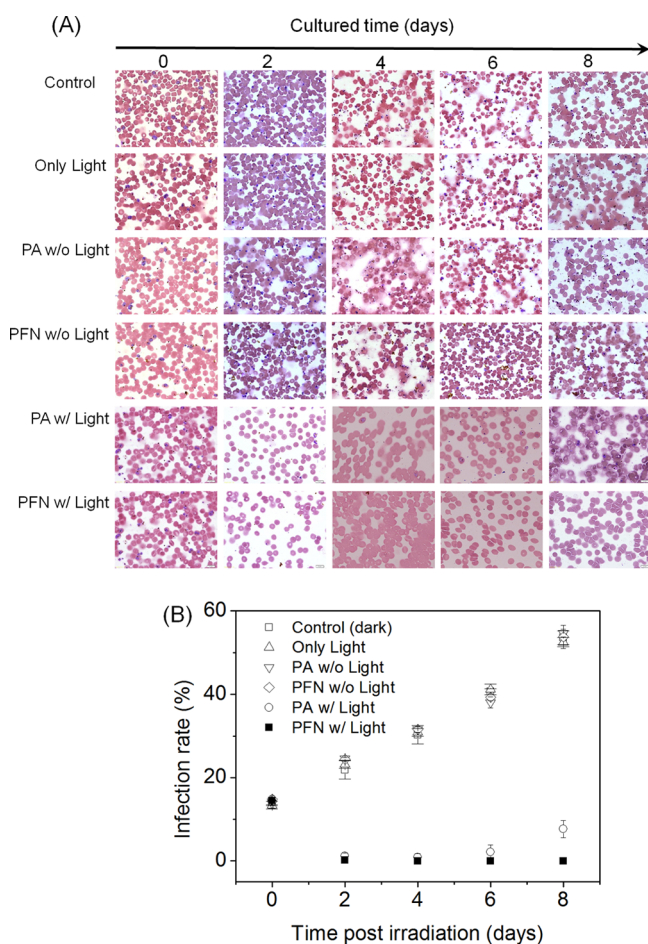 (A)
Cultured time (days)
0 2 4 6 8
Control
Only Light
PA w/o Light
PFN w/o Light
PA w/ Light
PFN w/ Light
(B)
60
40
20
0
Infection rate (%)
Control (dark)
Only Light
PA w/o Light
PFN w/o Light
PA w/ Light
PFN w/ Light
0 2 4 6 8
Time post irradiation (days)